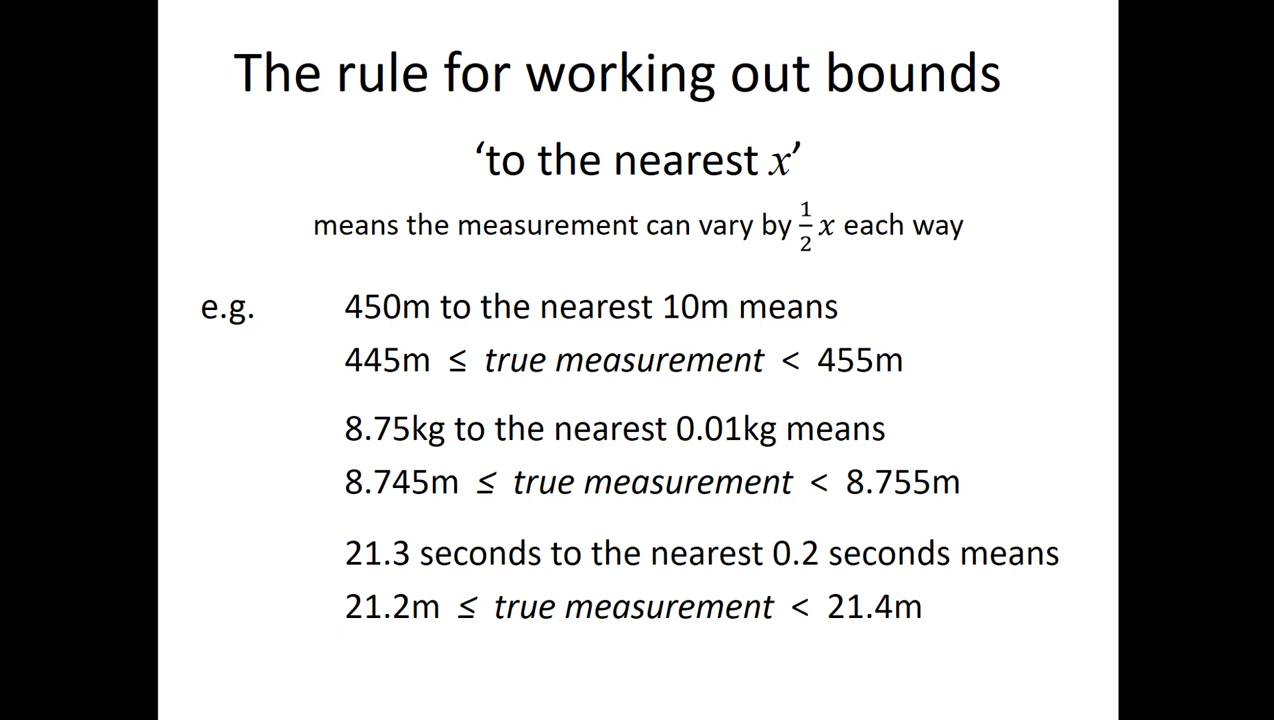 The rule for working out bounds
‘to the nearest x’
means the measurement can vary by 1/2 x each way
e.g. 450m to the nearest 10m means
445m ≤ true measurement < 455m
8.75kg to the nearest 0.01kg means
8.745m ≤ true measurement < 8.755m
21.3 seconds to the nearest 0.2 seconds means
21.2m ≤ true measurement < 21.4m